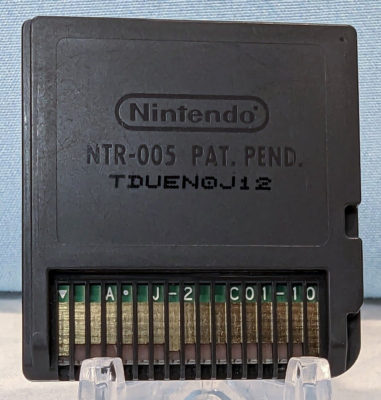 Nintendo®
NTR-005 PAT. PEND.
TDUEN0J12
A• J-2 C01-10